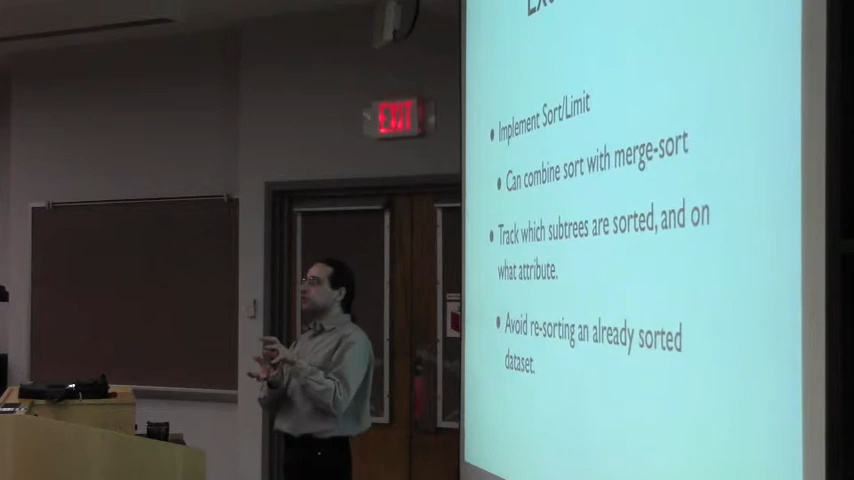 EXIT
• Implement Sort/Limit
• Can combine sort with merge-sort
• Track which subtrees are sorted, and on
what attribute.
• Avoid re-sorting an already sorted
dataset.